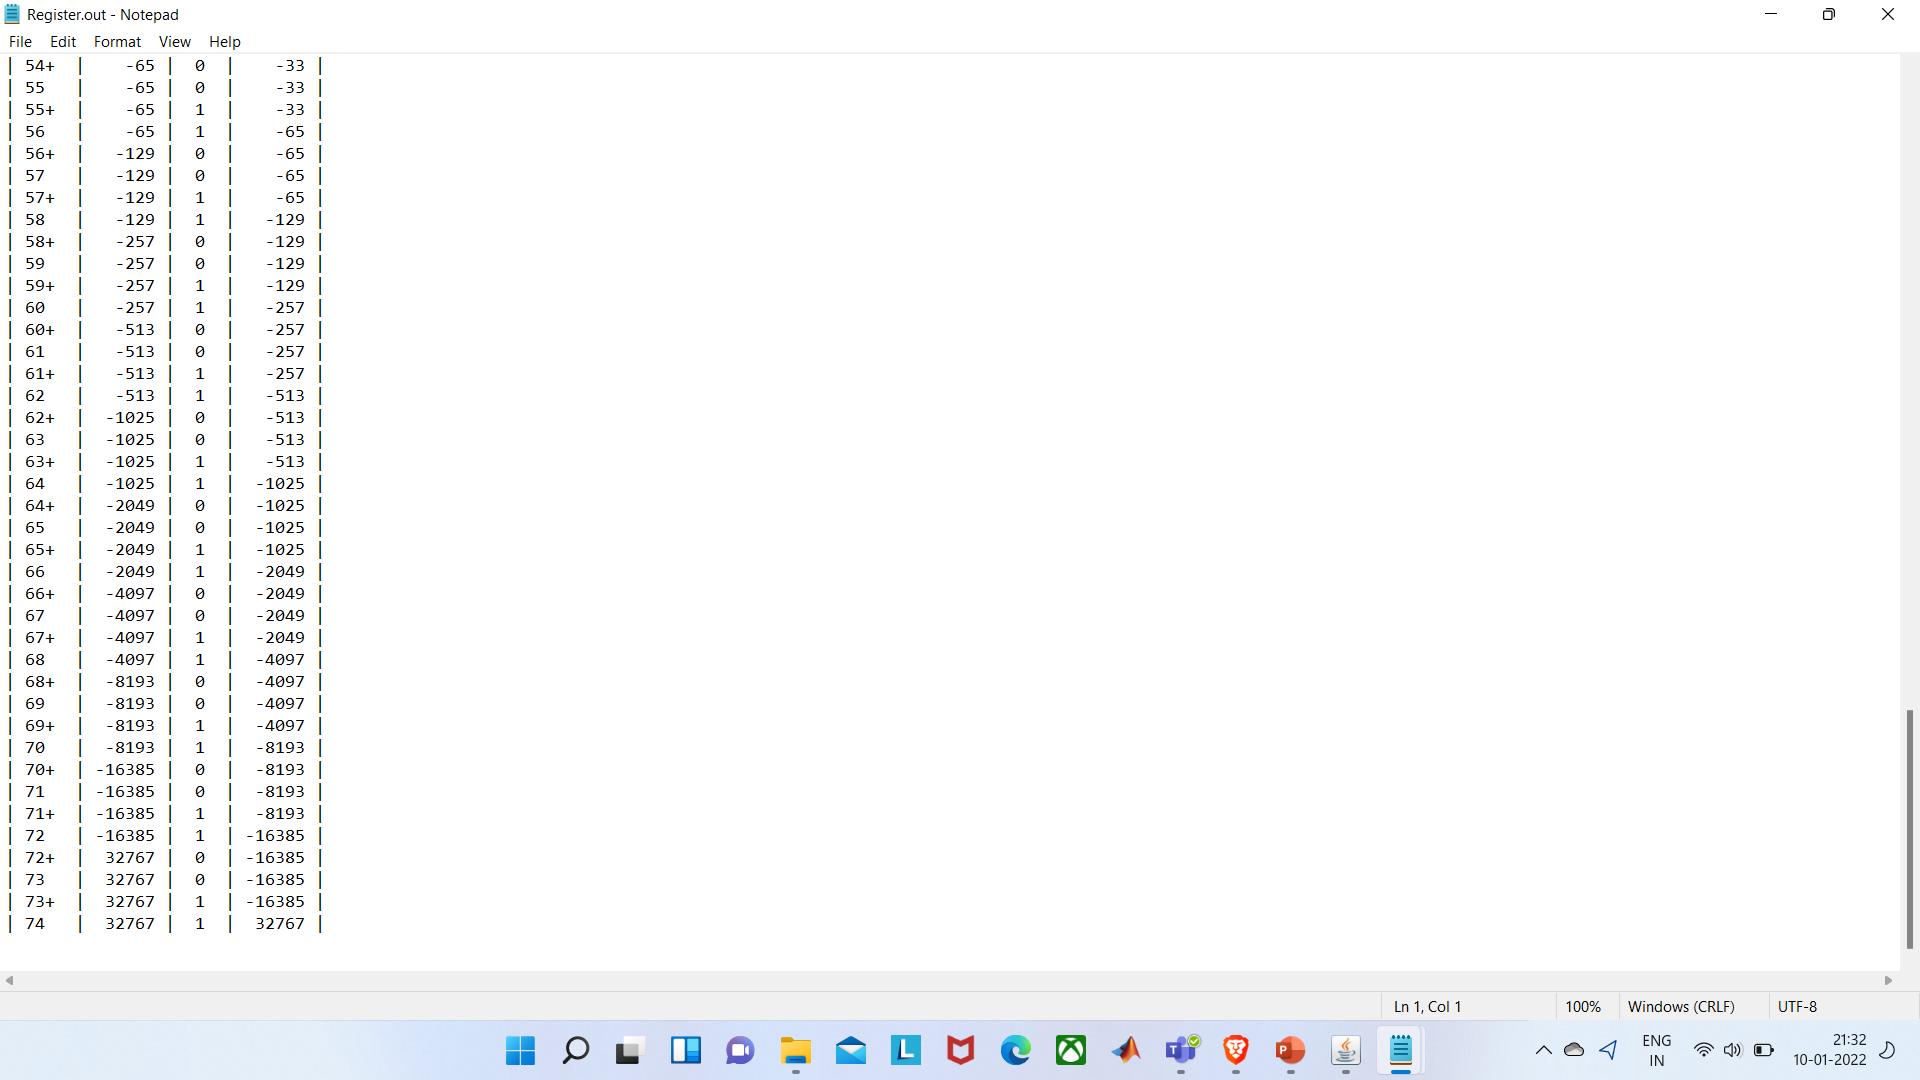 Register.out - Notepad
File Edit Format View Help
| 54+ | -65 | 0 | -33 |
| 55 | -65 | 0 | -33 |
| 55+ | -65 | 1 | -33 |
| 56 | -65 | 1 | -65 |
| 56+ | -129 | 0 | -65 |
| 57 | -129 | 0 | -65 |
| 57+ | -129 | 1 | -65 |
| 58 | -129 | 1 | -129 |
| 58+ | -257 | 0 | -129 |
| 59 | -257 | 0 | -129 |
| 59+ | -257 | 1 | -129 |
| 60 | -257 | 1 | -257 |
| 60+ | -513 | 0 | -257 |
| 61 | -513 | 0 | -257 |
| 61+ | -513 | 1 | -257 |
| 62 | -513 | 1 | -513 |
| 62+ | -1025 | 0 | -513 |
| 63 | -1025 | 0 | -513 |
| 63+ | -1025 | 1 | -513 |
| 64 | -1025 | 1 | -1025 |
| 64+ | -2049 | 0 | -1025 |
| 65 | -2049 | 0 | -1025 |
| 65+ | -2049 | 1 | -1025 |
| 66 | -2049 | 1 | -2049 |
| 66+ | -4097 | 0 | -2049 |
| 67 | -4097 | 0 | -2049 |
| 67+ | -4097 | 1 | -2049 |
| 68 | -4097 | 1 | -4097 |
| 68+ | -8193 | 0 | -4097 |
| 69 | -8193 | 0 | -4097 |
| 69+ | -8193 | 1 | -4097 |
| 70 | -8193 | 1 | -8193 |
| 70+ | -16385 | 0 | -8193 |
| 71 | -16385 | 0 | -8193 |
| 71+ | -16385 | 1 | -8193 |
| 72 | -16385 | 1 | -16385 |
| 72+ | 32767 | 0 | -16385 |
| 73 | 32767 | 0 | -16385 |
| 73+ | 32767 | 1 | -16385 |
| 74 | 32767 | 1 | 32767 |
Ln 1, Col 1 100% Windows (CRLF) UTF-8
L
T
P
ENG
IN
21:32
10-01-2022